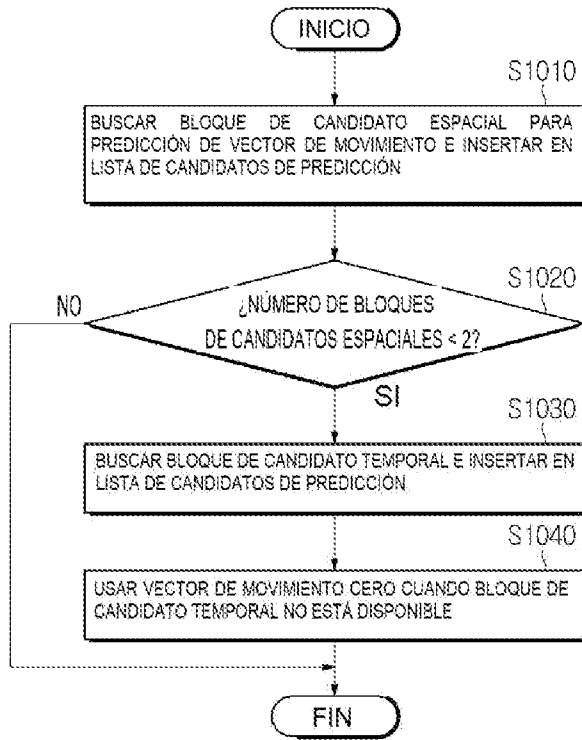 INICIO
S1010
BUSCAR BLOQUE DE CANDIDATO ESPACIAL PARA
PREDICCIÓN DE VECTOR DE MOVIMIENTO E INSERTAR EN
LISTA DE CANDIDATOS DE PREDICCIÓN
S1020
NO
¿NÚMERO DE BLOQUES
DE CANDIDATOS ESPACIALES < 2?
SI
S1030
BUSCAR BLOQUE DE CANDIDATO TEMPORAL E INSERTAR EN
LISTA DE CANDIDATOS DE PREDICCIÓN
S1040
USAR VECTOR DE MOVIMIENTO CERO CUANDO BLOQUE DE
CANDIDATO TEMPORAL NO ESTÁ DISPONIBLE
FIN